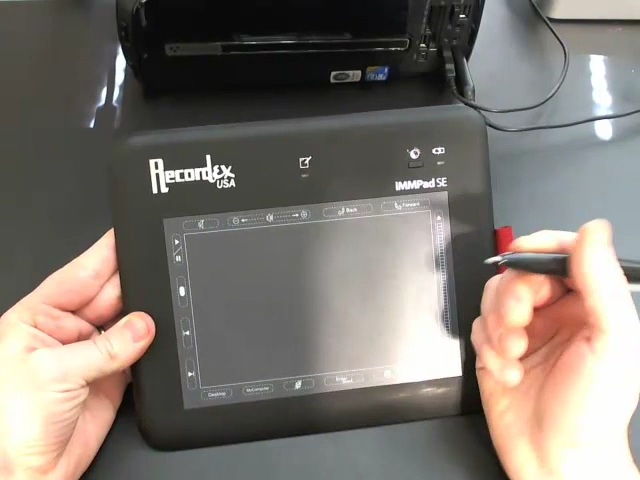 Recordex
USA
IMMPad SE
Back
Forward
Desktop
MyComputer